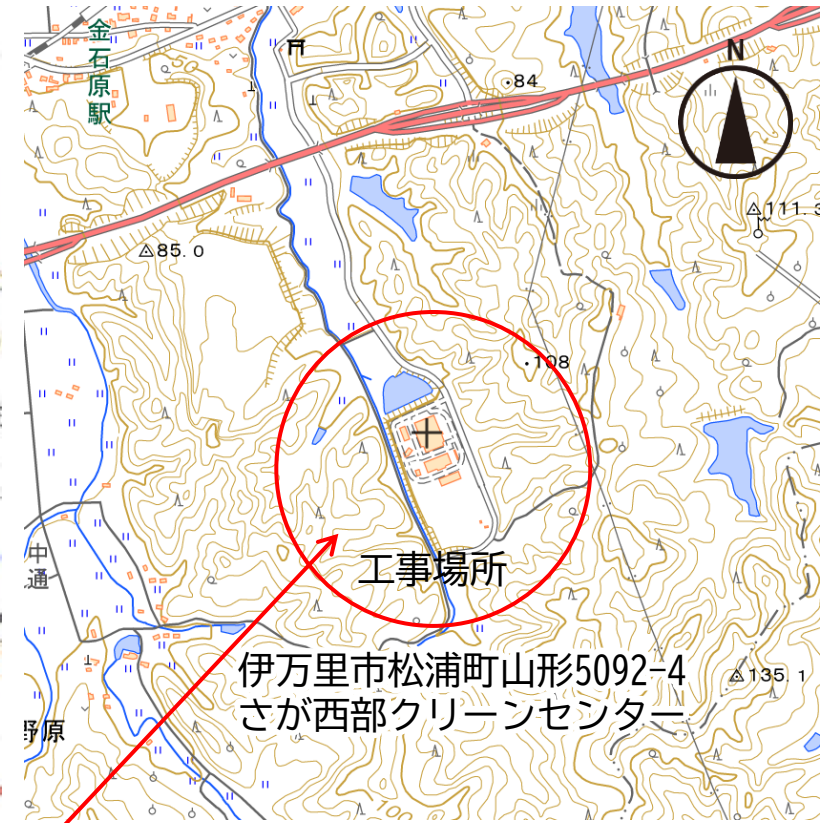 金石原駅
N
84
111.3
85.0
108
工事場所
中通
伊万里市松浦町山形5092-4
さが西部クリーンセンター
135.1
野原
100